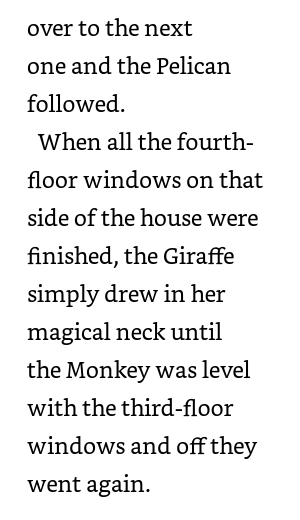 over to the next
one and the Pelican
followed.
When all the fourth-
floor windows on that
side of the house were
finished, the Giraffe
simply drew in her
magical neck until
the Monkey was level
with the third-floor
windows and off they
went again.